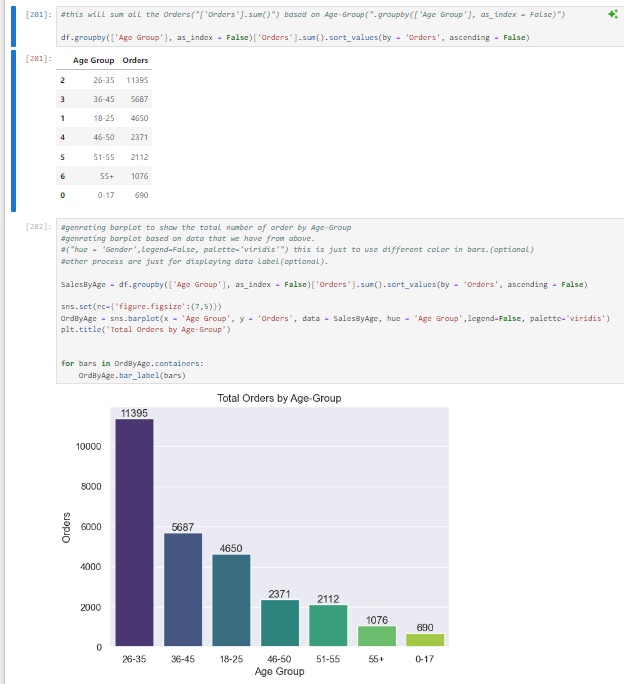 [201]: #this will sum all the Orders("['Orders'].sum()") based on Age-Group(".groupby(['Age Group'], as_index = False)")
df.groupby(['Age Group'], as_index = False)['Orders'].sum().sort_values(by = 'Orders', ascending = False)
[201]: Age Group Orders
2 26-35 11395
3 36-45 5687
1 18-25 4650
4 46-50 2371
5 51-55 2112
6 55+ 1076
0 0-17 690
[202]: #genrating barplot to show the total number of order by Age-Group
#genrating barplot based on data that we have from above.
#("hue = 'Gender',legend=False, palette='viridis'") this is just to use different color in bars.(optional)
#other process are just for displaying data label(optional).
SalesByAge = df.groupby(['Age Group'], as_index = False)['Orders'].sum().sort_values(by = 'Orders', ascending = False)
sns.set(rc={'figure.figsize':(7,5)})
OrdByAge = sns.barplot(x = 'Age Group', y = 'Orders', data = SalesByAge, hue = 'Age Group',legend=False, palette='viridis')
plt.title('Total Orders by Age-Group')
for bars in OrdByAge.containers:
OrdByAge.bar_label(bars)
Total Orders by Age-Group
11395
10000
8000
6000
5687
4650
4000
2371
2112
2000
1076
690
0
Orders
26-35 36-45 18-25 46-50 51-55 55+ 0-17
Age Group